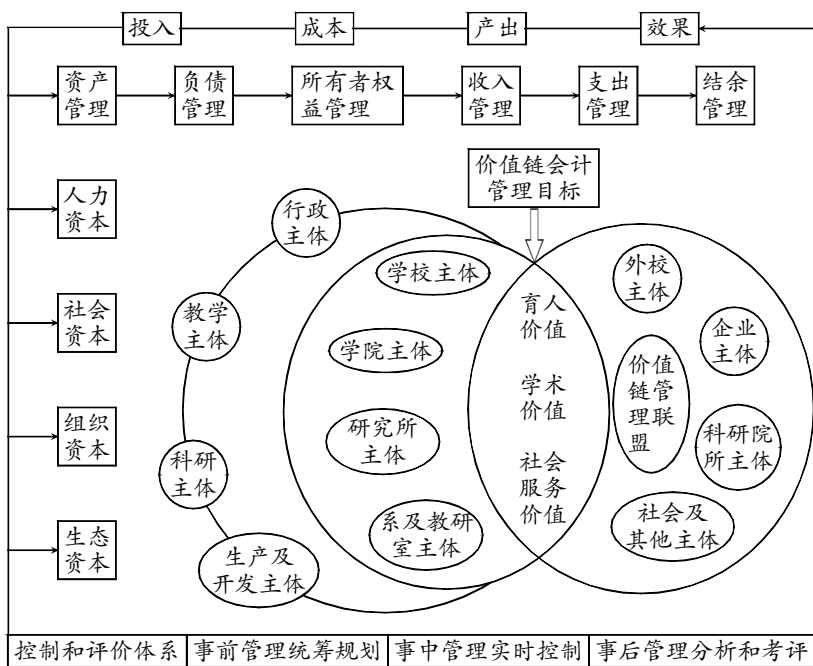 投入
成本
产出
效果
资产
管理
负债
管理
所有者权
益管理
收入
管理
支出
管理
结余
管理
价值链会计
管理目标
人力
资本
社会
资本
组织
资本
生态
资本
行政
主体
教学
主体
科研
主体
生产及
开发主体
学校主体
学院主体
研究所
主体
系及教研
室主体
育人
价值
学术
价值
社会
服务
价值
外校
主体
企业
主体
价值
链管
理联
盟
科研院
所主体
社会及
其他主体
控制和评价体系
事前管理统筹规划
事中管理实时控制
事后管理分析和考评